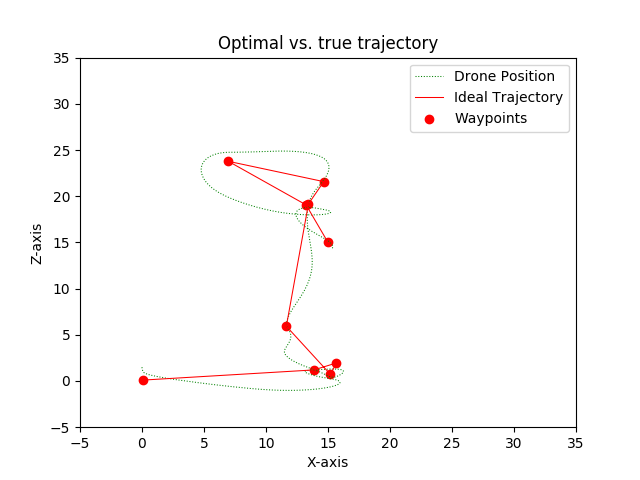 Optimal vs. true trajectory
Drone Position
Ideal Trajectory
Waypoints
35
30
25
20
15
10
5
0
−5
Z-axis
−5 0 5 10 15 20 25 30 35
X-axis